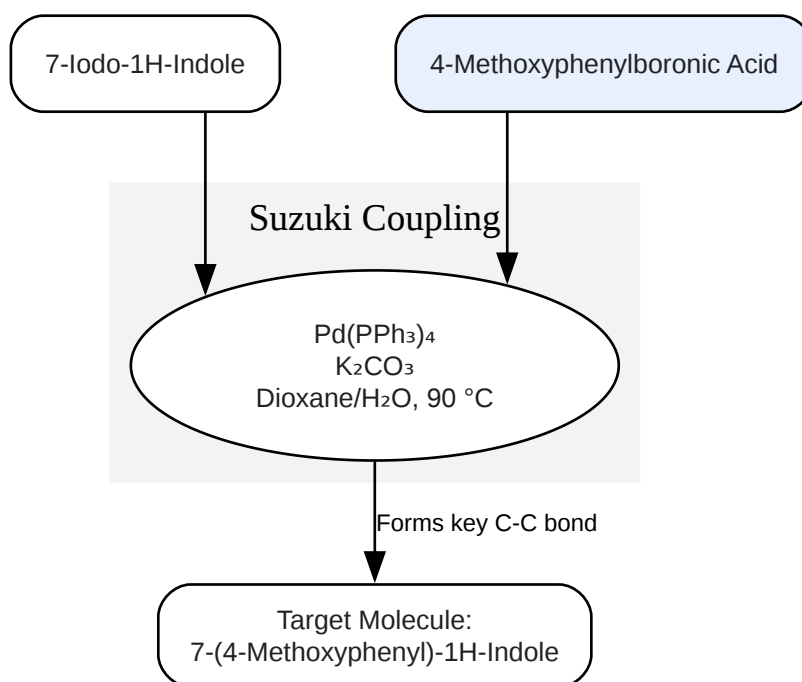 7-Iodo-1H-Indole
4-Methoxyphenylboronic Acid
Suzuki Coupling
Pd(PPh₃)₄
K₂CO₃
Dioxane/H₂O, 90 °C
Forms key C-C bond
Target Molecule:
7-(4-Methoxyphenyl)-1H-Indole